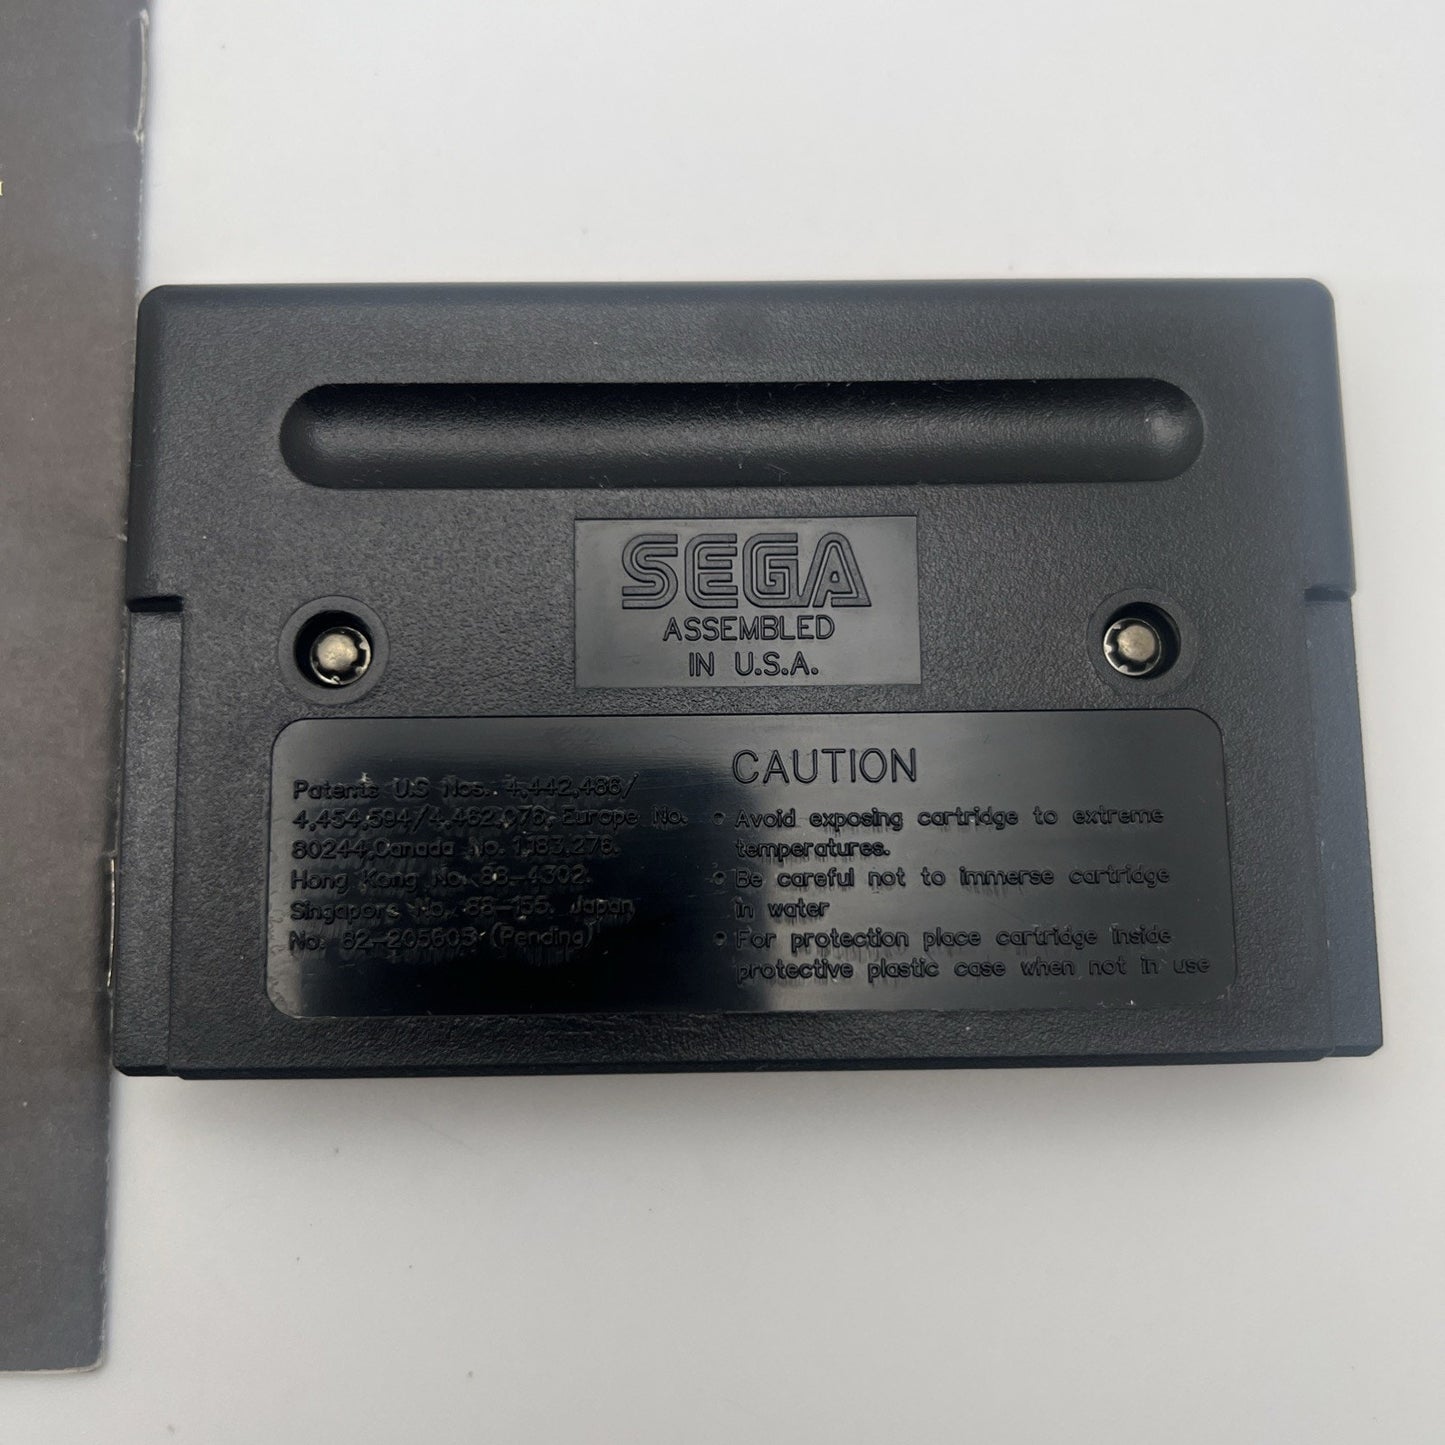 SEGA
ASSEMBLED
IN U.S.A.
Patents U.S Nos. 4,442,486/
4,454,594/4,462,076, Europe No.
80244, Canada No. 1,183,276.
Hong Kong No. 88-4302.
Singapore No. 88-155. Japan
No. 82-205605 (Pending)
CAUTION
• Avoid exposing cartridge to extreme
temperatures.
• Be careful not to immerse cartridge
in water
• For protection place cartridge inside
protective plastic case when not in use